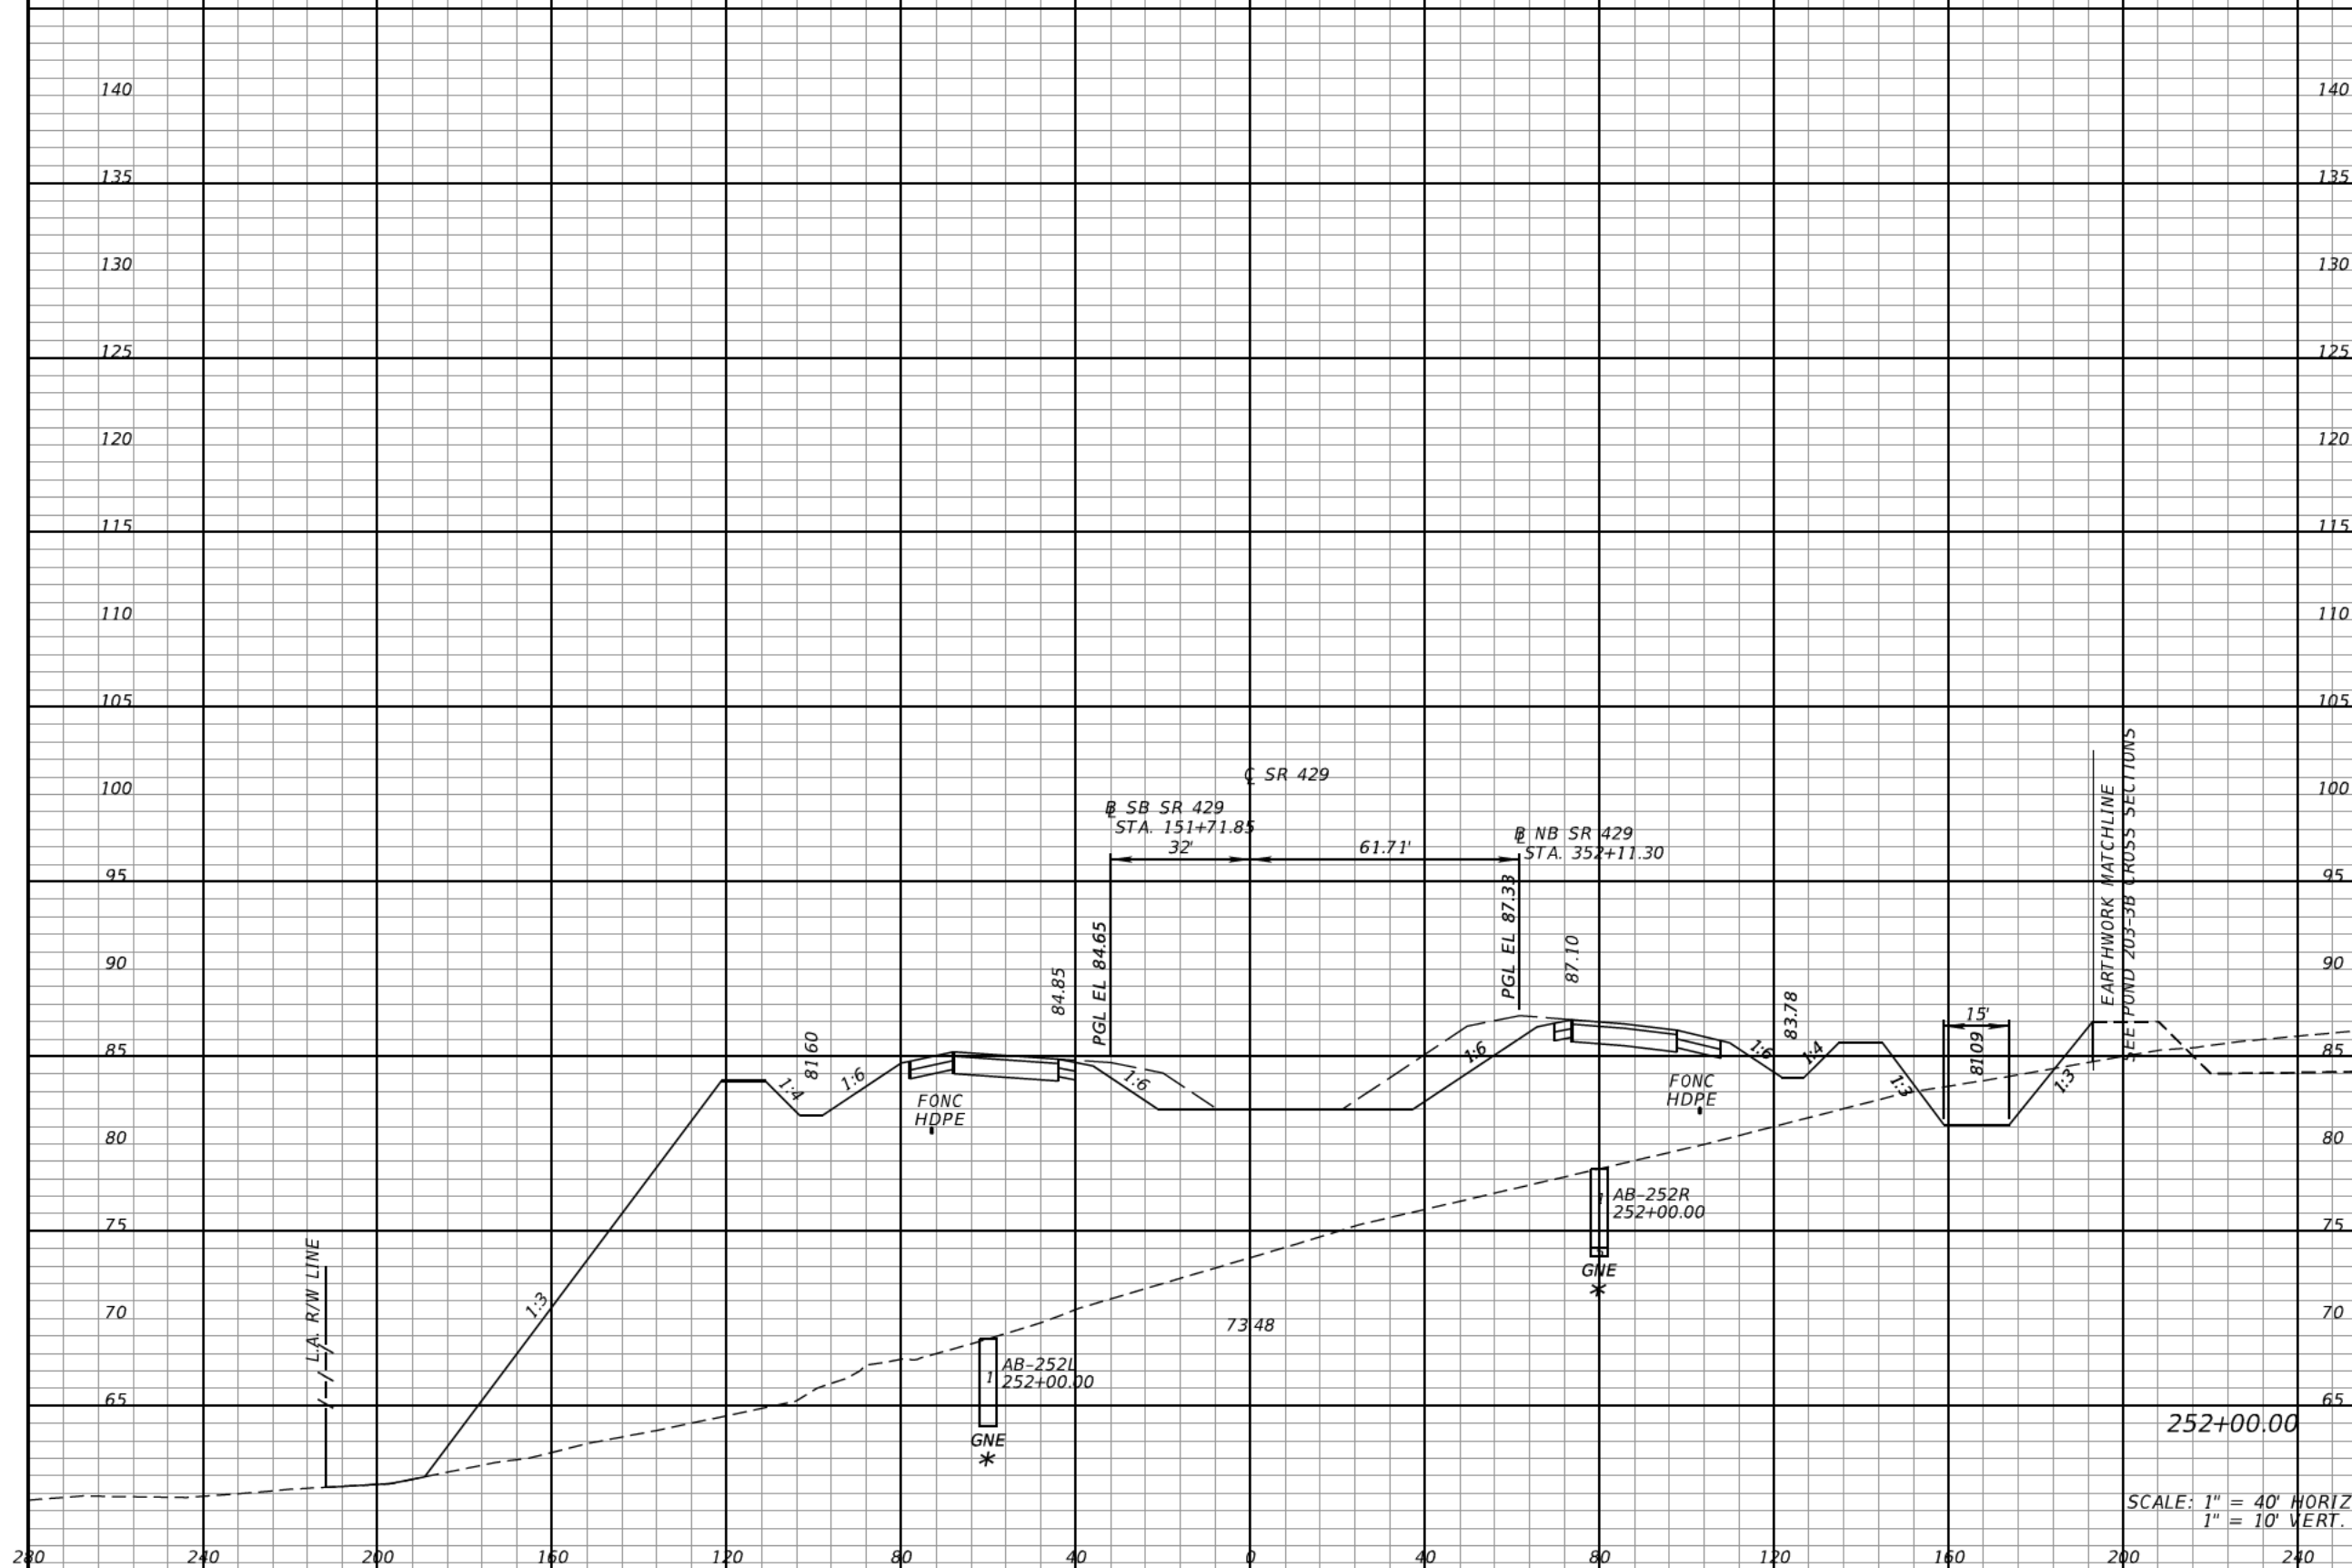 140 140
135 135
130 130
125 125
120 120
115 115
110 110
105 105
100 100
95 95
90 90
85 85
80 80
75 75
70 70
65 65
℄ SR 429
B̲L SB SR 429
STA. 151+71.85
32'
61.71'
B̲L NB SR 429
STA. 352+11.30
PGL EL 84.65
84.85
PGL EL 87.33
87.10
83.78
81.60
1:3
1:4
1:6
1:6
1:6
1:6
1:4
1:3
15'
81.09
1:3
FONC
HDPE
FONC
HDPE
EARTHWORK MATCHLINE
SEE POND 203-3B CROSS SECTIONS
L.A. R/W LINE
1
AB-252L
252+00.00
GNE
*
73.48
AB-252R
252+00.00
GNE
*
252+00.00
SCALE: 1" = 40' HORIZ
1" = 10' VERT.
280 240 200 160 120 80 40 0 40 80 120 160 200 240